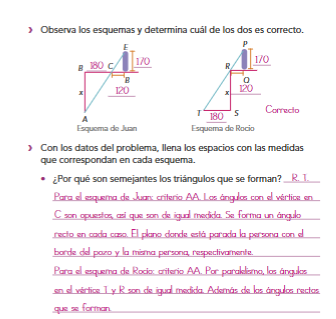 › Observa los esquemas y determina cuál de los dos es correcto.
E
B 180 C 170
B
x 120
A
Esquema de Juan
P
R 170
Q
x 120
1 180 S
Correcto
Esquema de Rocío
› Con los datos del problema, llena los espacios con las medidas
que correspondan en cada esquema.
• ¿Por qué son semejantes los triángulos que se forman? R. T.
Para el esquema de Juan: criterio AA. Los ángulos con el vértice en
C son opuestos, así que son de igual medida. Se forma un ángulo
recto en cada caso. El plano donde está parada la persona con el
borde del pozo y la misma persona, respectivamente.
Para el esquema de Rocío: criterio AA. Por paralelismo, los ángulos
en el vértice 1 y R son de igual medida. Además de los ángulos rectos
que se forman.